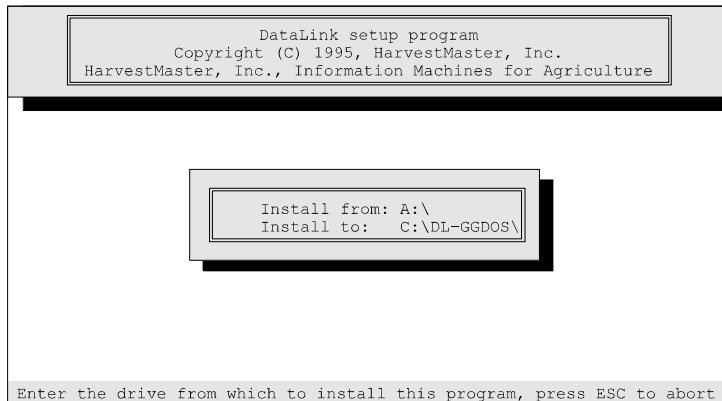 DataLink setup program
Copyright (C) 1995, HarvestMaster, Inc.
HarvestMaster, Inc., Information Machines for Agriculture
Install from: A:\
Install to: C:\DL-GGDOS\
Enter the drive from which to install this program, press ESC to abort